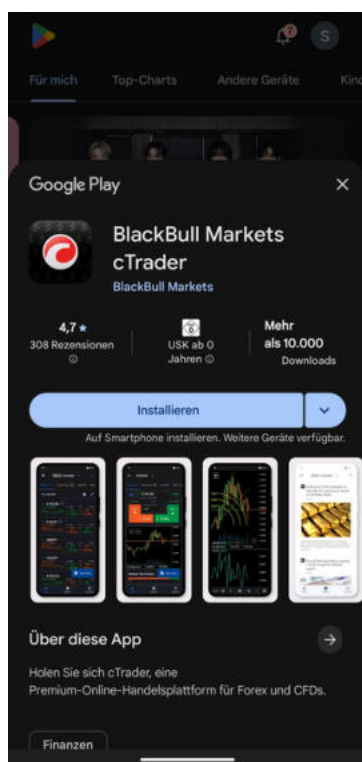 7
S
Für mich
Top-Charts
Andere Geräte
Kind
Google Play
BlackBull Markets
cTrader
BlackBull Markets
4,7 ★
308 Rezensionen
USK ab 0
Jahren
Mehr
als 10.000
Downloads
Installieren
Auf Smartphone installieren. Weitere Geräte verfügbar.
Über diese App
Holen Sie sich cTrader, eine
Premium-Online-Handelsplattform für Forex und CFDs.
Finanzen